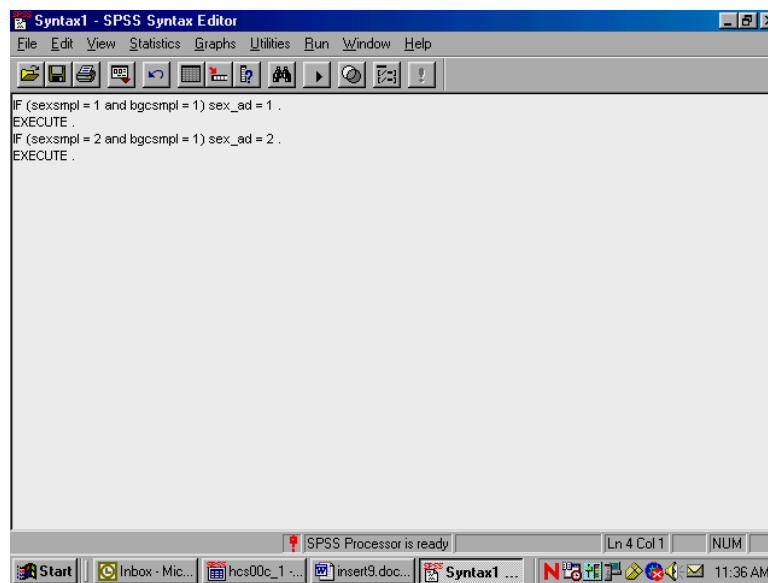 Syntax1 - SPSS Syntax Editor
File Edit View Statistics Graphs Utilities Run Window Help
IF (sexsmpl = 1 and bgcsmpl = 1) sex_ad = 1 .
EXECUTE .
IF (sexsmpl = 2 and bgcsmpl = 1) sex_ad = 2 .
EXECUTE .
SPSS Processor is ready Ln 4 Col 1 NUM
Start Inbox - Mic... hcs00c_1 -... insert9.doc... Syntax1 ... 11:36 AM